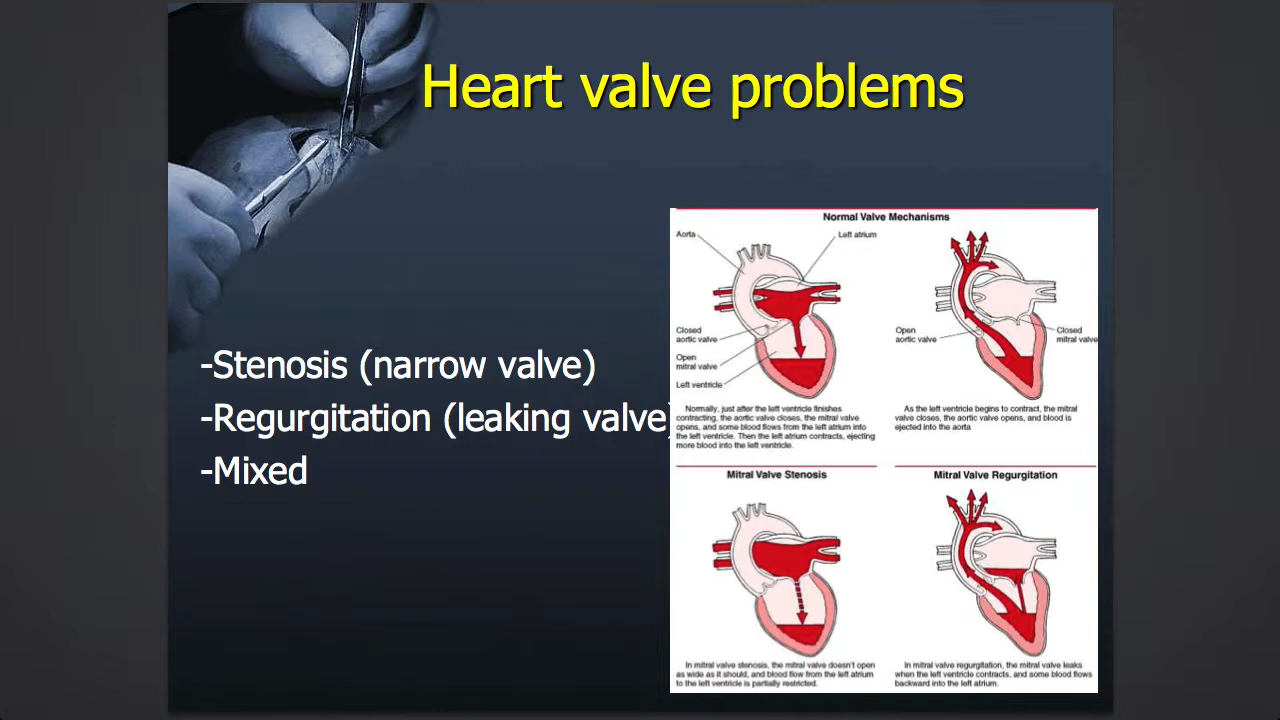 Heart valve problems
-Stenosis (narrow valve)
-Regurgitation (leaking valve)
-Mixed
Normal Valve Mechanisms
Aorta
Left atrium
Closed
aortic valve
Open
mitral valve
Left ventricle
Open
aortic valve
Closed
mitral valve
Normally, just after the left ventricle finishes
contracting, the aortic valve closes, the mitral valve
opens, and some blood flows from the left atrium into
the left ventricle. Then the left atrium contracts, ejecting
more blood into the left ventricle.
As the left ventricle begins to contract, the mitral
valve closes, the aortic valve opens, and blood is
ejected into the aorta
Mitral Valve Stenosis
Mitral Valve Regurgitation
In mitral valve stenosis, the mitral valve doesn't open
as wide as it should, and blood flow from the left atrium
to the left ventricle is partially restricted.
In mitral valve regurgitation, the mitral valve leaks
when the left ventricle contracts, and some blood flows
backward into the left atrium.